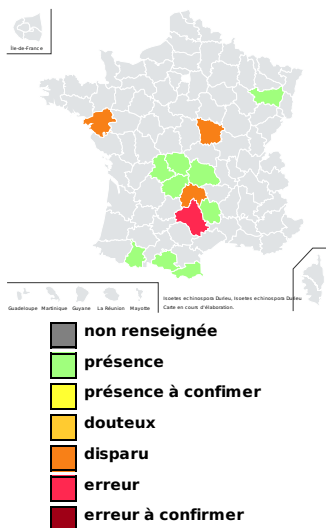 Île-de-France
Guadeloupe Martinique Guyane La Réunion Mayotte
Isoetes echinospora Durieu, Isoetes echinospora Durieu
Carte en cours d'élaboration.
non renseignée
présence
présence à confimer
douteux
disparu
erreur
erreur à confirmer